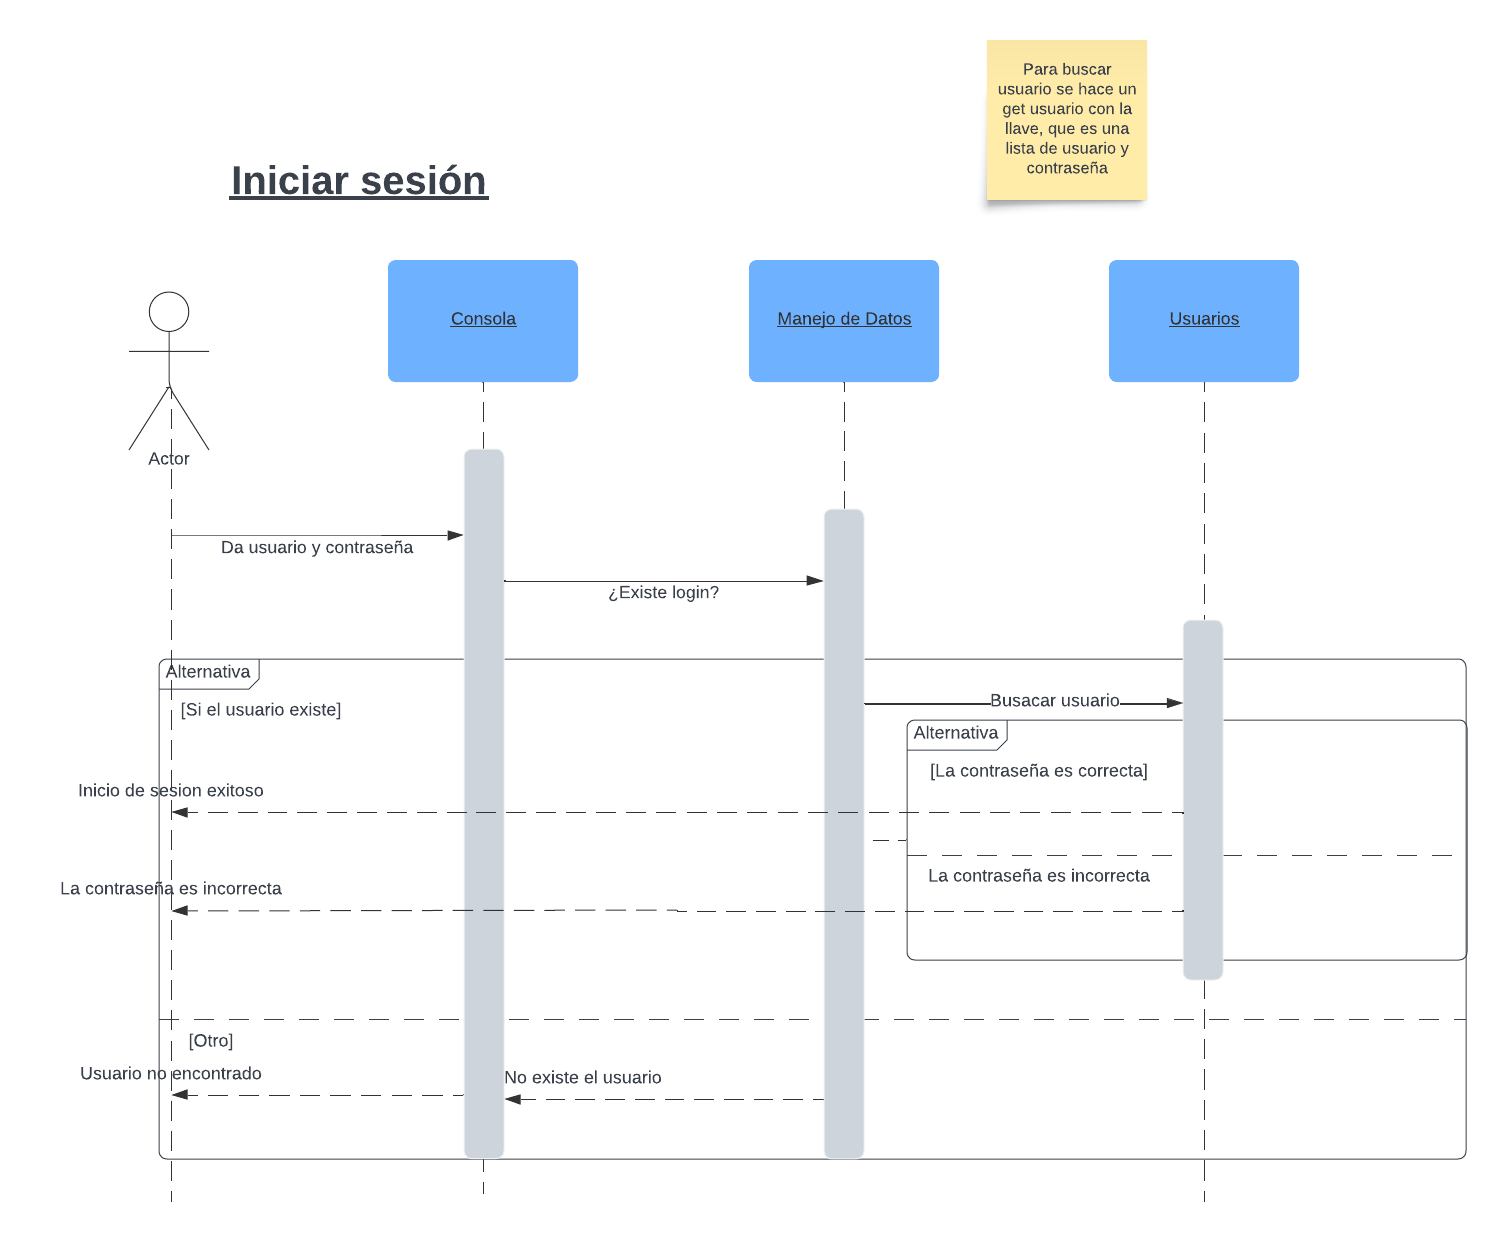 Para buscar
usuario se hace un
get usuario con la
llave, que es una
lista de usuario y
contraseña
Iniciar sesión
Consola
Manejo de Datos
Usuarios
Actor
Da usuario y contraseña
¿Existe login?
Alternativa
[Si el usuario existe]
Busacar usuario
Alternativa
[La contraseña es correcta]
Inicio de sesion exitoso
La contraseña es incorrecta
La contraseña es incorrecta
[Otro]
Usuario no encontrado
No existe el usuario